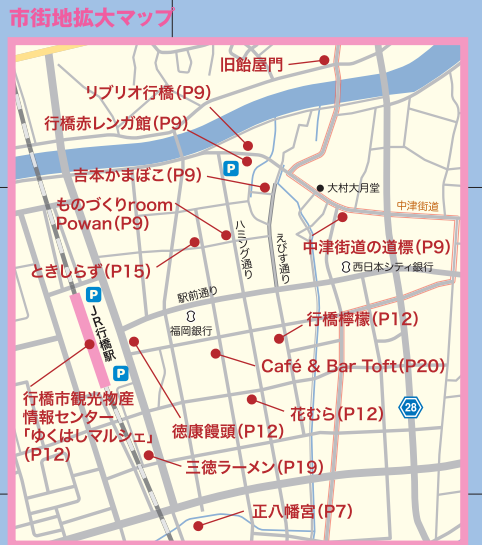 市街地拡大マップ
旧飴屋門
リブリオ行橋(P9)
行橋赤レンガ館(P9)
P
吉本かまぼこ(P9)
大村大月堂
ものづくりroom
Powan(P9)
中津街道
ハミング通り
えびす通り
中津街道の道標(P9)
ときしらず(P15)
西日本シティ銀行
P
駅前通り
JR行橋駅
福岡銀行
行橋檸檬(P12)
Café & Bar Toft(P20)
P
行橋市観光物産
情報センター
「ゆくはしマルシェ」
(P12)
花むら(P12)
28
徳康饅頭(P12)
三徳ラーメン(P19)
正八幡宮(P7)